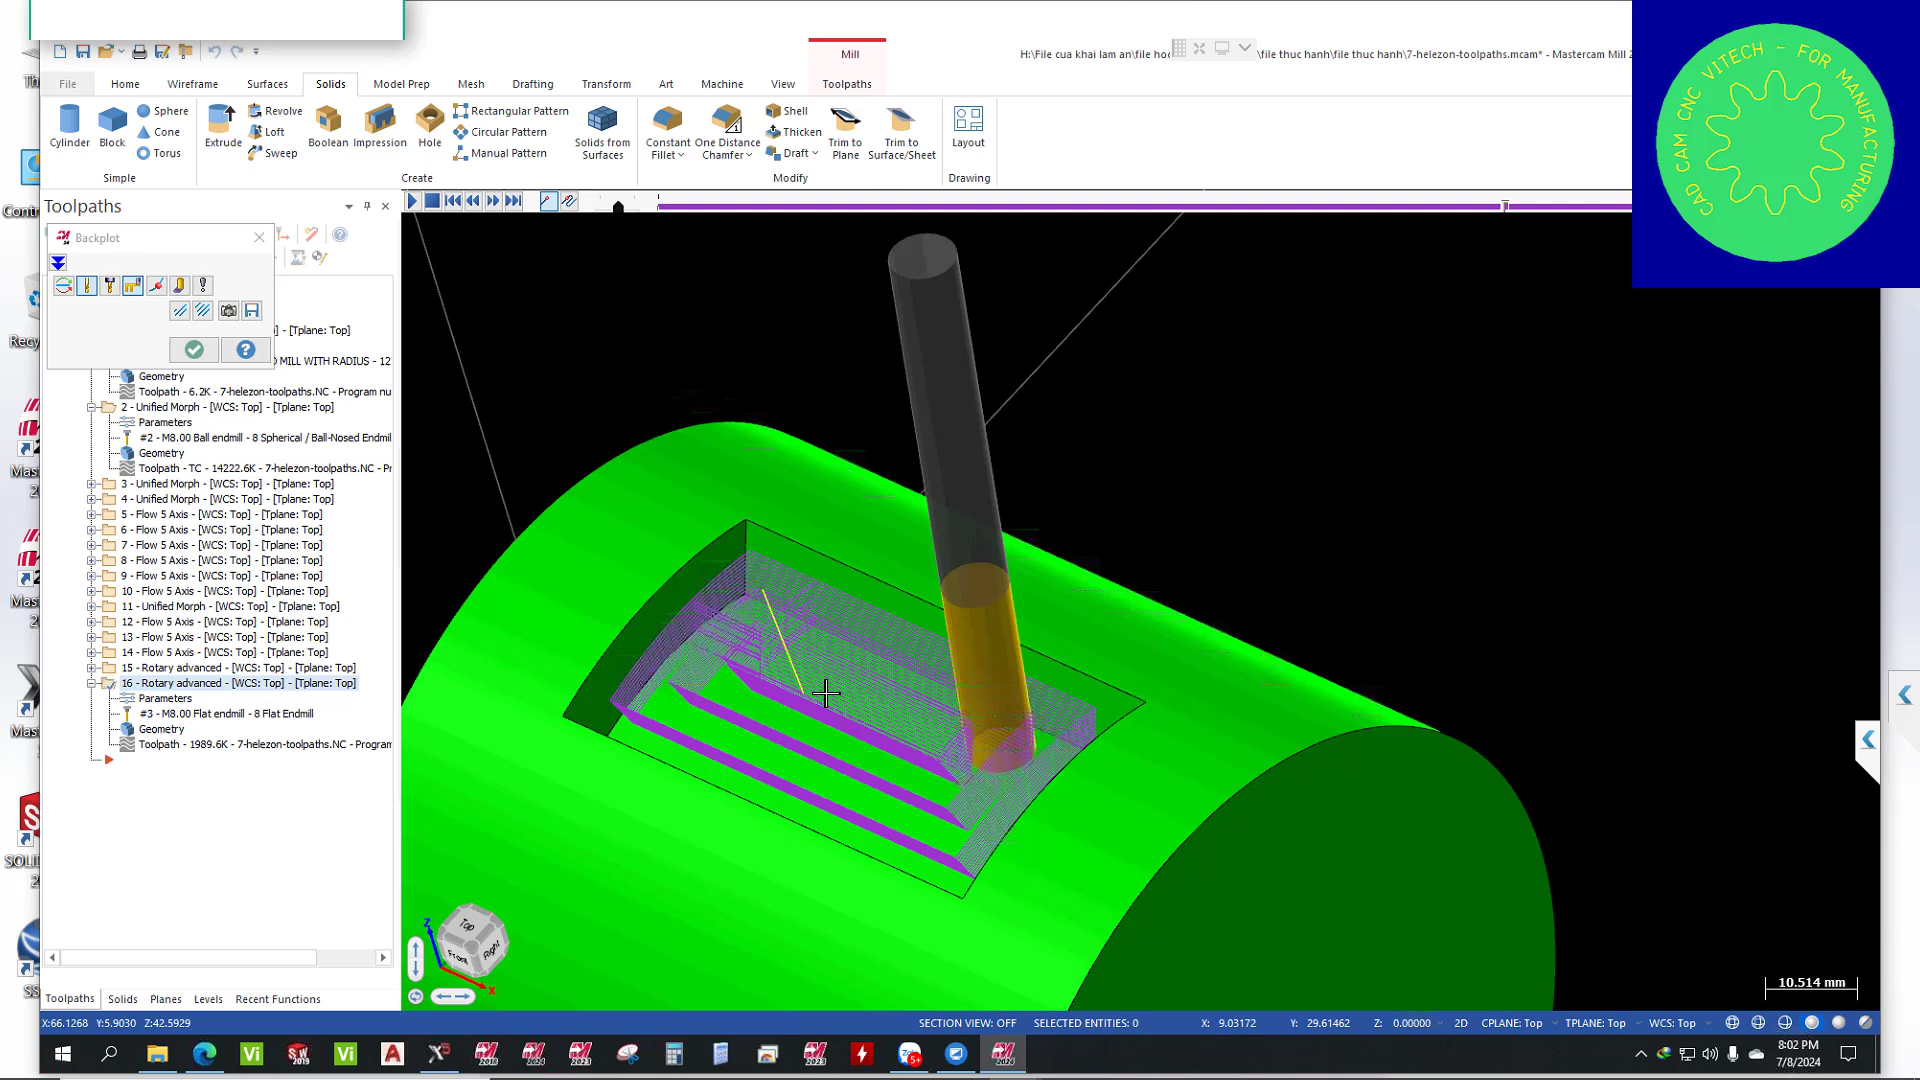 Mill
H:\File cua khai lam an\file hoc
\file thuc hanh\file thuc hanh\7-helezon-toolpaths.mcam* - Mastercam Mill 2
File
Home
Wireframe
Surfaces
Solids
Model Prep
Mesh
Drafting
Transform
Art
Machine
View
Toolpaths
Cylinder
Block
Sphere
Cone
Torus
Simple
Extrude
Revolve
Loft
Sweep
Boolean
Impression
Hole
Rectangular Pattern
Circular Pattern
Manual Pattern
Solids from
Surfaces
Create
Constant
Fillet
One Distance
Chamfer
Shell
Thicken
Draft
Trim to
Plane
Trim to
Surface/Sheet
Modify
Layout
Drawing
CAD CAM CNC VITECH - FOR MANUFACTURING
Toolpaths
Backplot
] - [Tplane: Top]
D MILL WITH RADIUS - 12
Geometry
Toolpath - 6.2K - 7-helezon-toolpaths.NC - Program nu
2 - Unified Morph - [WCS: Top] - [Tplane: Top]
Parameters
#2 - M8.00 Ball endmill - 8 Spherical / Ball-Nosed Endmil
Geometry
Toolpath - TC - 14222.6K - 7-helezon-toolpaths.NC - Pr
3 - Unified Morph - [WCS: Top] - [Tplane: Top]
4 - Unified Morph - [WCS: Top] - [Tplane: Top]
5 - Flow 5 Axis - [WCS: Top] - [Tplane: Top]
6 - Flow 5 Axis - [WCS: Top] - [Tplane: Top]
7 - Flow 5 Axis - [WCS: Top] - [Tplane: Top]
8 - Flow 5 Axis - [WCS: Top] - [Tplane: Top]
9 - Flow 5 Axis - [WCS: Top] - [Tplane: Top]
10 - Flow 5 Axis - [WCS: Top] - [Tplane: Top]
11 - Unified Morph - [WCS: Top] - [Tplane: Top]
12 - Flow 5 Axis - [WCS: Top] - [Tplane: Top]
13 - Flow 5 Axis - [WCS: Top] - [Tplane: Top]
14 - Flow 5 Axis - [WCS: Top] - [Tplane: Top]
15 - Rotary advanced - [WCS: Top] - [Tplane: Top]
16 - Rotary advanced - [WCS: Top] - [Tplane: Top]
Parameters
#3 - M8.00 Flat endmill - 8 Flat Endmill
Geometry
Toolpath - 1989.6K - 7-helezon-toolpaths.NC - Program
Top
Front
Right
Z
X
10.514 mm
Toolpaths
Solids
Planes
Levels
Recent Functions
X:66.1268 Y:5.9030 Z:42.5929
SECTION VIEW: OFF
SELECTED ENTITIES: 0
X: 9.03172
Y: 29.61462
Z: 0.00000
2D
CPLANE: Top
TPLANE: Top
WCS: Top
8:02 PM
7/8/2024